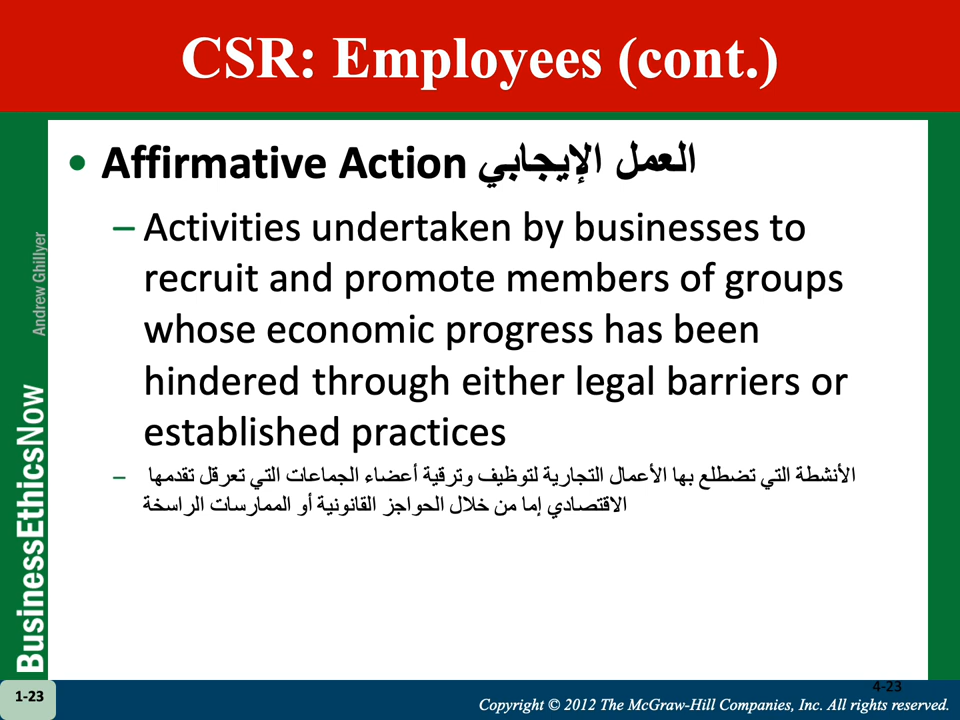 CSR: Employees (cont.)
• Affirmative Action العمل الإيجابي
– Activities undertaken by businesses to
recruit and promote members of groups
whose economic progress has been
hindered through either legal barriers or
established practices
– الأنشطة التي تضطلع بها الأعمال التجارية لتوظيف وترقية أعضاء الجماعات التي تعرقل تقدمها
الاقتصادي إما من خلال الحواجز القانونية أو الممارسات الراسخة
BusinessEthicsNow Andrew Ghillyer
1-23
4-23
Copyright © 2012 The McGraw-Hill Companies, Inc. All rights reserved.